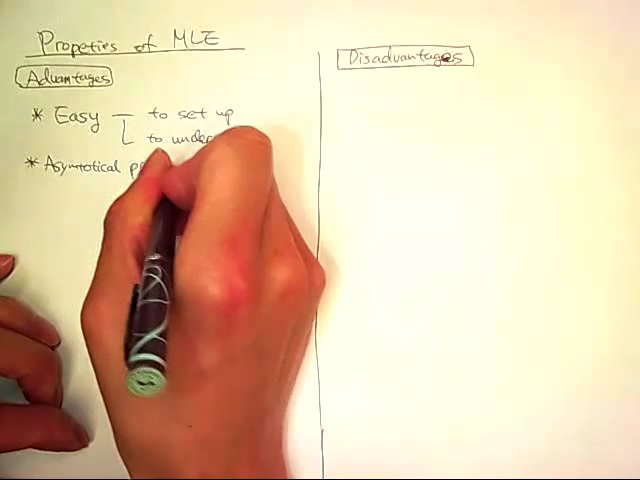 Propeties of MLE
Advantages
* Easy — to set up
to under
* Asymtotical
Disadvantages